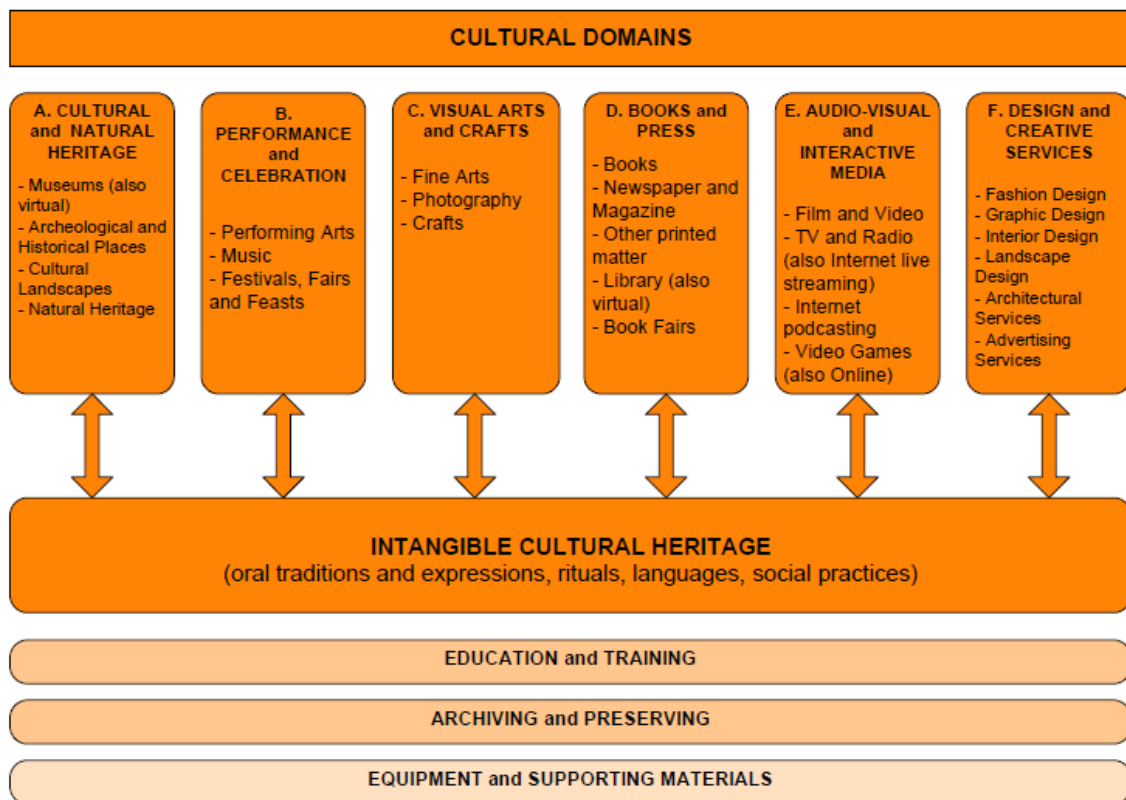 CULTURAL DOMAINS
A. CULTURAL
and NATURAL
HERITAGE
- Museums (also
virtual)
- Archeological and
Historical Places
- Cultural
Landscapes
- Natural Heritage
B.
PERFORMANCE
and
CELEBRATION
- Performing Arts
- Music
- Festivals, Fairs
and Feasts
C. VISUAL ARTS
and CRAFTS
- Fine Arts
- Photography
- Crafts
D. BOOKS and
PRESS
- Books
- Newspaper and
Magazine
- Other printed
matter
- Library (also
virtual)
- Book Fairs
E. AUDIO-VISUAL
and
INTERACTIVE
MEDIA
- Film and Video
- TV and Radio
(also Internet live
streaming)
- Internet
podcasting
- Video Games
(also Online)
F. DESIGN and
CREATIVE
SERVICES
- Fashion Design
- Graphic Design
- Interior Design
- Landscape
Design
- Architectural
Services
- Advertising
Services
INTANGIBLE CULTURAL HERITAGE
(oral traditions and expressions, rituals, languages, social practices)
EDUCATION and TRAINING
ARCHIVING and PRESERVING
EQUIPMENT and SUPPORTING MATERIALS